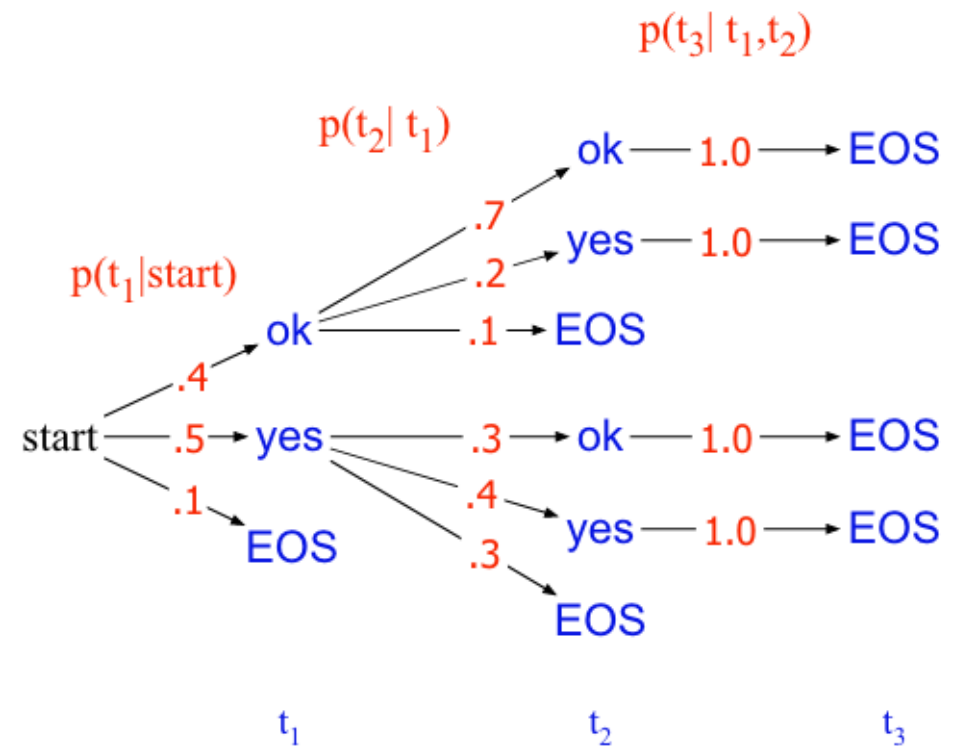 p(t₃| t₁,t₂)
p(t₂| t₁)
ok 1.0 EOS
.7
yes 1.0 EOS
.2
p(t₁|start)
ok .1 EOS
.4
start .5 yes .3 ok 1.0 EOS
.1 .4
yes 1.0 EOS
EOS .3
EOS
t₁ t₂ t₃